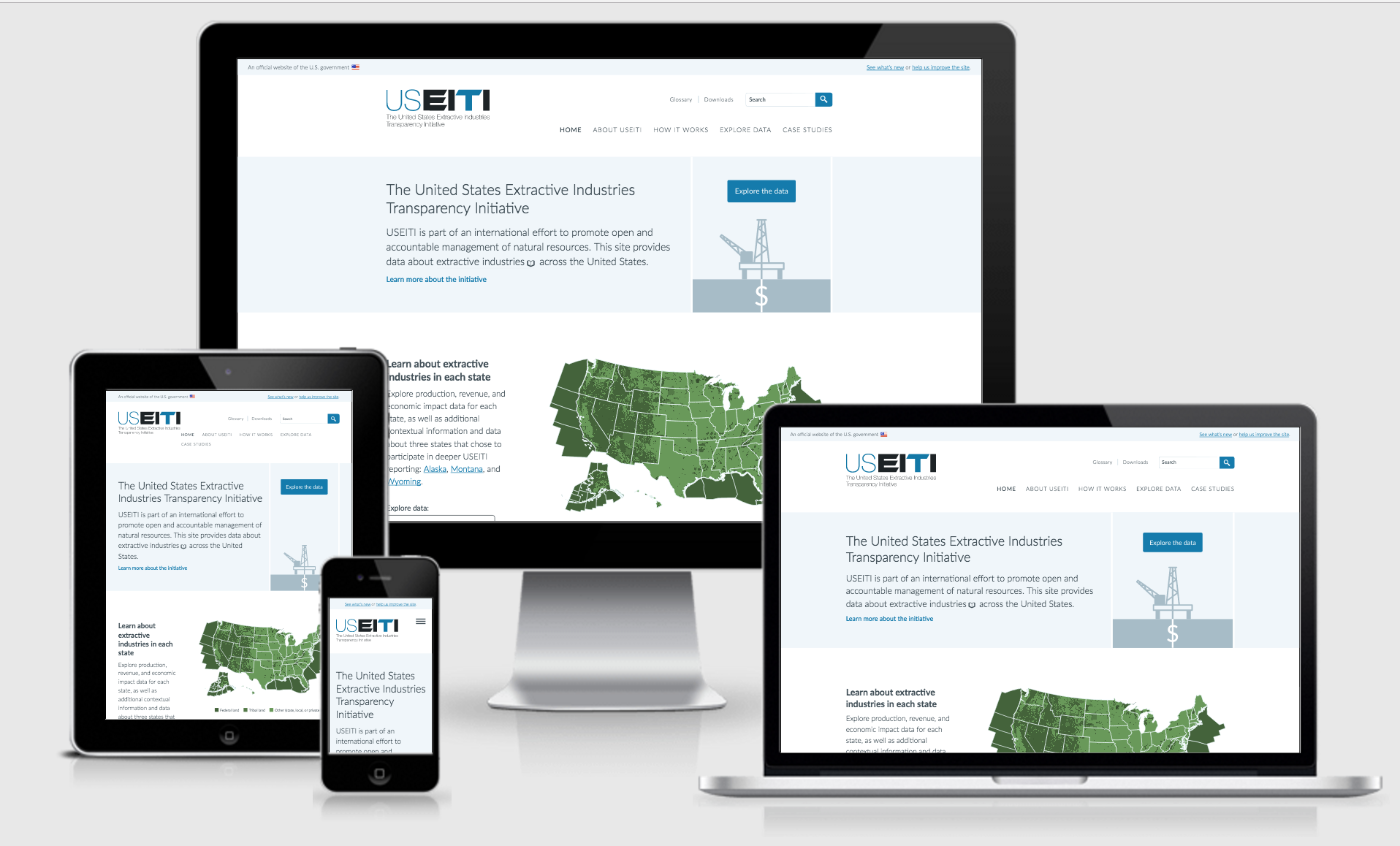 An official website of the U.S. government
See what's new or help us improve the site
USEITI
The United States Extractive Industries
Transparency Initiative
Glossary
Downloads
Search
HOME
ABOUT USEITI
HOW IT WORKS
EXPLORE DATA
CASE STUDIES
The United States Extractive Industries
Transparency Initiative
USEITI is part of an international effort to promote open and
accountable management of natural resources. This site provides
data about extractive industries across the United States.
Learn more about the initiative
Explore the data
$
Learn about extractive
industries in each state
Explore production, revenue, and
economic impact data for each
state, as well as additional
contextual information and data
about three states that chose to
participate in deeper USEITI
reporting: Alaska, Montana, and
Wyoming.
Explore data:
An official website of the U.S. government
See what's new or help us improve the site
USEITI
The United States Extractive Industries
Transparency Initiative
Glossary
Downloads
Search
HOME
ABOUT USEITI
HOW IT WORKS
EXPLORE DATA
CASE STUDIES
The United States Extractive
Industries Transparency Initiative
USEITI is part of an international effort to
promote open and accountable management of
natural resources. This site provides data about
extractive industries across the United
States.
Learn more about the initiative
Explore the data
$
Learn about
extractive
industries in each
state
Explore production,
revenue, and economic
impact data for each
state, as well as
additional contextual
information and data
about three states that
Federal land
See what's new or help us improve the site
USEITI
The United States Extractive Industries
Transparency Initiative
The United States
Extractive Industries
Transparency
Initiative
USEITI is part of an
international effort to
promote open and
An official website of the U.S. government
See what's new or help us improve the site
USEITI
The United States Extractive Industries
Transparency Initiative
Glossary
Downloads
Search
HOME
ABOUT USEITI
HOW IT WORKS
EXPLORE DATA
CASE STUDIES
The United States Extractive Industries
Transparency Initiative
USEITI is part of an international effort to promote open and
accountable management of natural resources. This site provides
data about extractive industries across the United States.
Learn more about the initiative
Explore the data
$
Learn about extractive
industries in each state
Explore production, revenue, and
economic impact data for each
state, as well as additional
contextual information and data